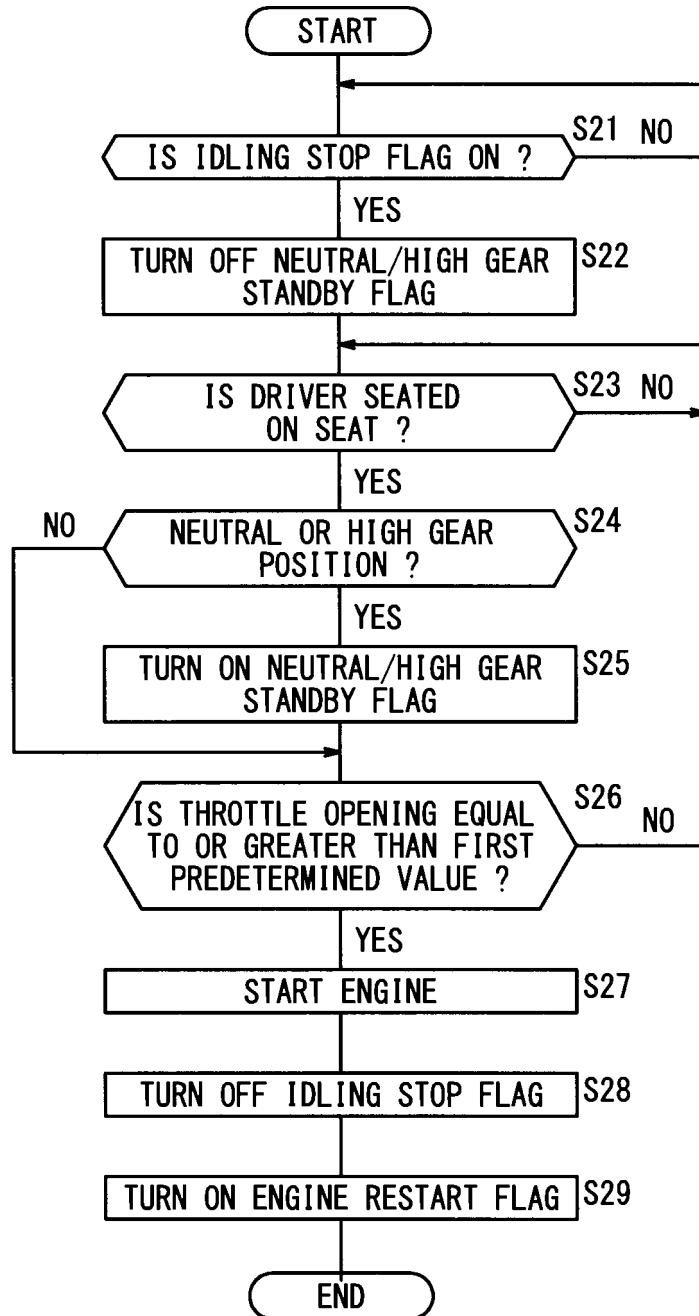 START
IS IDLING STOP FLAG ON ?
S21 NO
YES
TURN OFF NEUTRAL/HIGH GEAR
STANDBY FLAG
S22
IS DRIVER SEATED
ON SEAT ?
S23 NO
YES
NO
NEUTRAL OR HIGH GEAR
POSITION ?
S24
YES
TURN ON NEUTRAL/HIGH GEAR
STANDBY FLAG
S25
IS THROTTLE OPENING EQUAL
TO OR GREATER THAN FIRST
PREDETERMINED VALUE ?
S26
NO
YES
START ENGINE
S27
TURN OFF IDLING STOP FLAG
S28
TURN ON ENGINE RESTART FLAG
S29
END